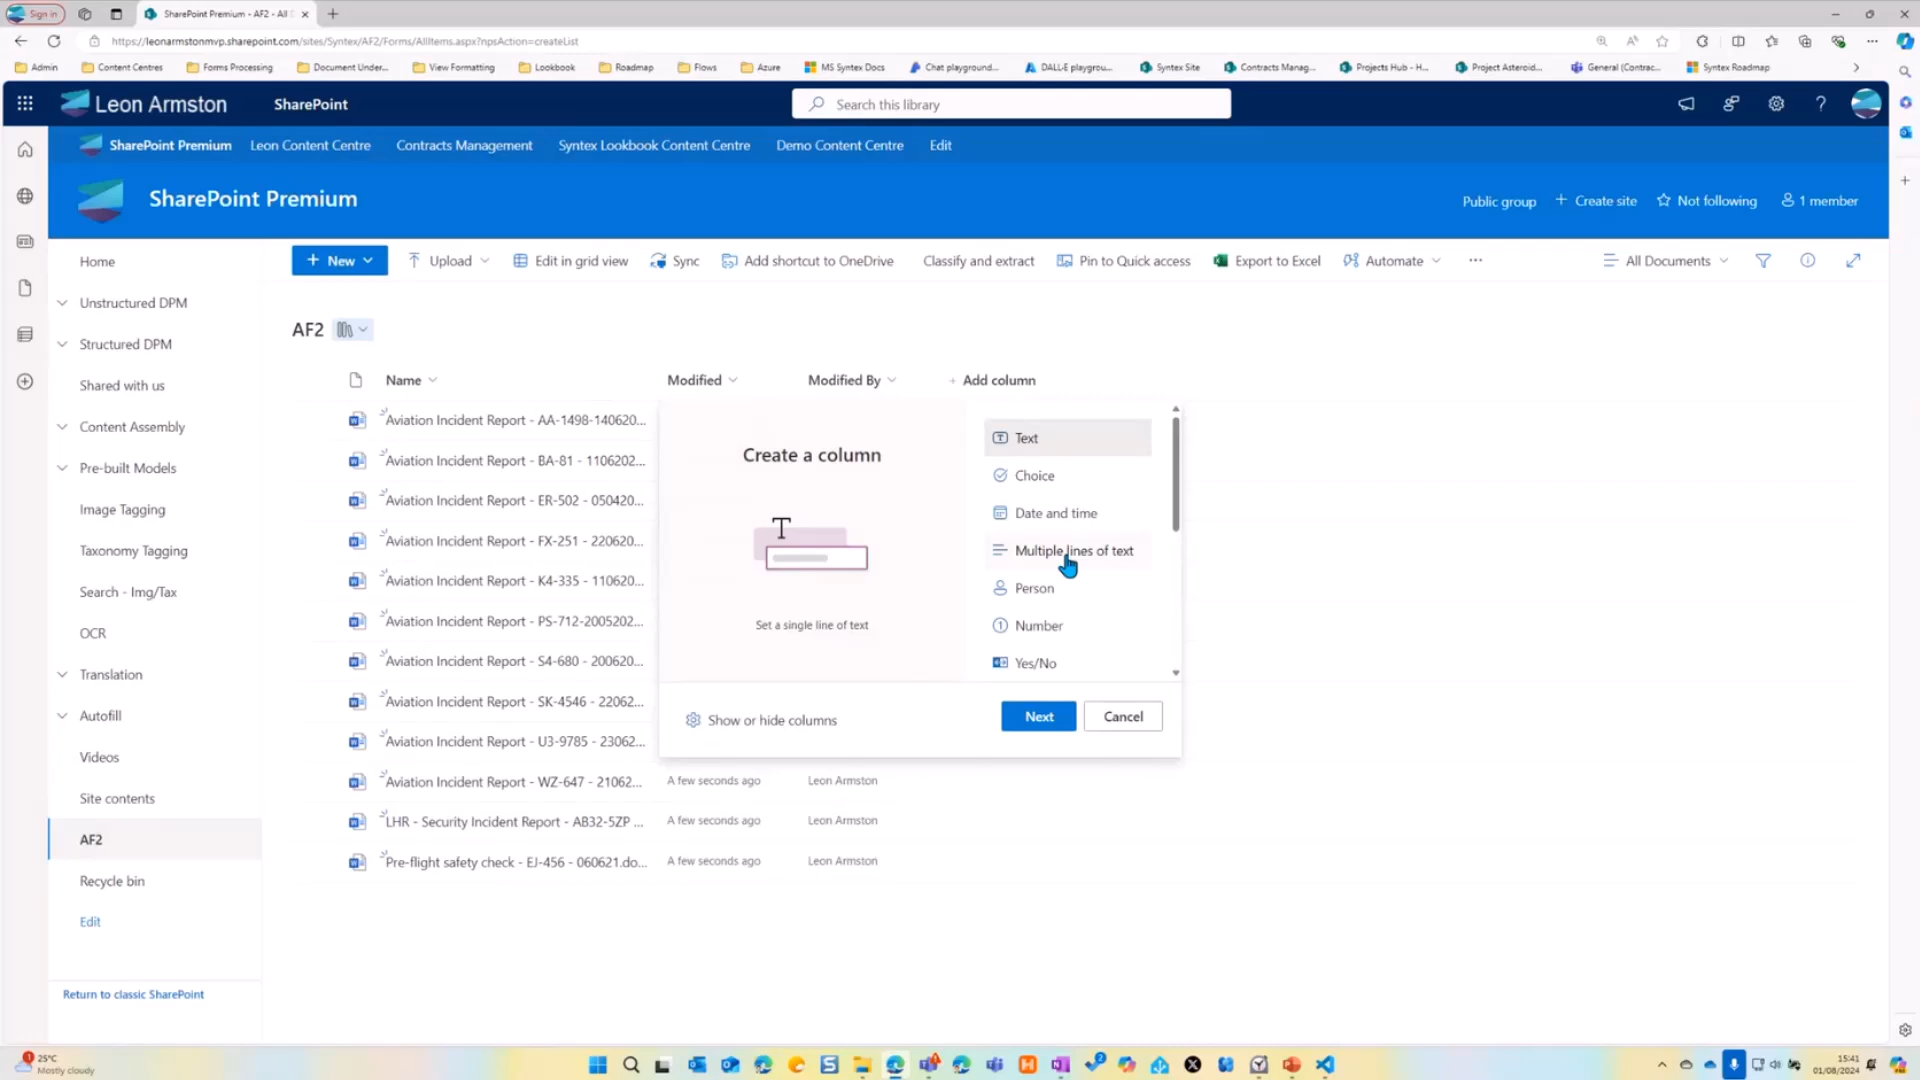 Sign in
SharePoint Premium - AF2 - All
https://leonarmstonmvp.sharepoint.com/sites/Syntex/AF2/Forms/AllItems.aspx?npsAction=createList
Admin Content Centres Forms Processing Document Under... View Formatting Lookbook Roadmap Flows Azure MS Syntex Docs Chat playground... DALL-E playgrou... Syntex Site Contracts Manag... Projects Hub - H... Project Asteroid... General (Contrac... Syntex Roadmap
Leon Armston SharePoint Search this library
SharePoint Premium Leon Content Centre Contracts Management Syntex Lookbook Content Centre Demo Content Centre Edit
SharePoint Premium
Public group + Create site Not following 1 member
+ New Upload Edit in grid view Sync Add shortcut to OneDrive Classify and extract Pin to Quick access Export to Excel Automate ... All Documents
Home
Unstructured DPM
Structured DPM
Shared with us
Content Assembly
Pre-built Models
Image Tagging
Taxonomy Tagging
Search - Img/Tax
OCR
Translation
Autofill
Videos
Site contents
AF2
Recycle bin
Edit
Return to classic SharePoint
AF2
Name Modified Modified By + Add column
Aviation Incident Report - AA-1498-140620...
Aviation Incident Report - BA-81 - 1106202...
Aviation Incident Report - ER-502 - 050420...
Aviation Incident Report - FX-251 - 220620...
Aviation Incident Report - K4-335 - 110620...
Aviation Incident Report - PS-712-2005202...
Aviation Incident Report - S4-680 - 200620...
Aviation Incident Report - SK-4546 - 22062...
Aviation Incident Report - U3-9785 - 23062...
Aviation Incident Report - WZ-647 - 21062... A few seconds ago Leon Armston
LHR - Security Incident Report - AB32-5ZP ... A few seconds ago Leon Armston
Pre-flight safety check - EJ-456 - 060621.do... A few seconds ago Leon Armston
Create a column
T
Set a single line of text
Text
Choice
Date and time
Multiple lines of text
Person
Number
Yes/No
Show or hide columns
Next Cancel
25°C
Mostly cloudy
15:41
01/08/2024